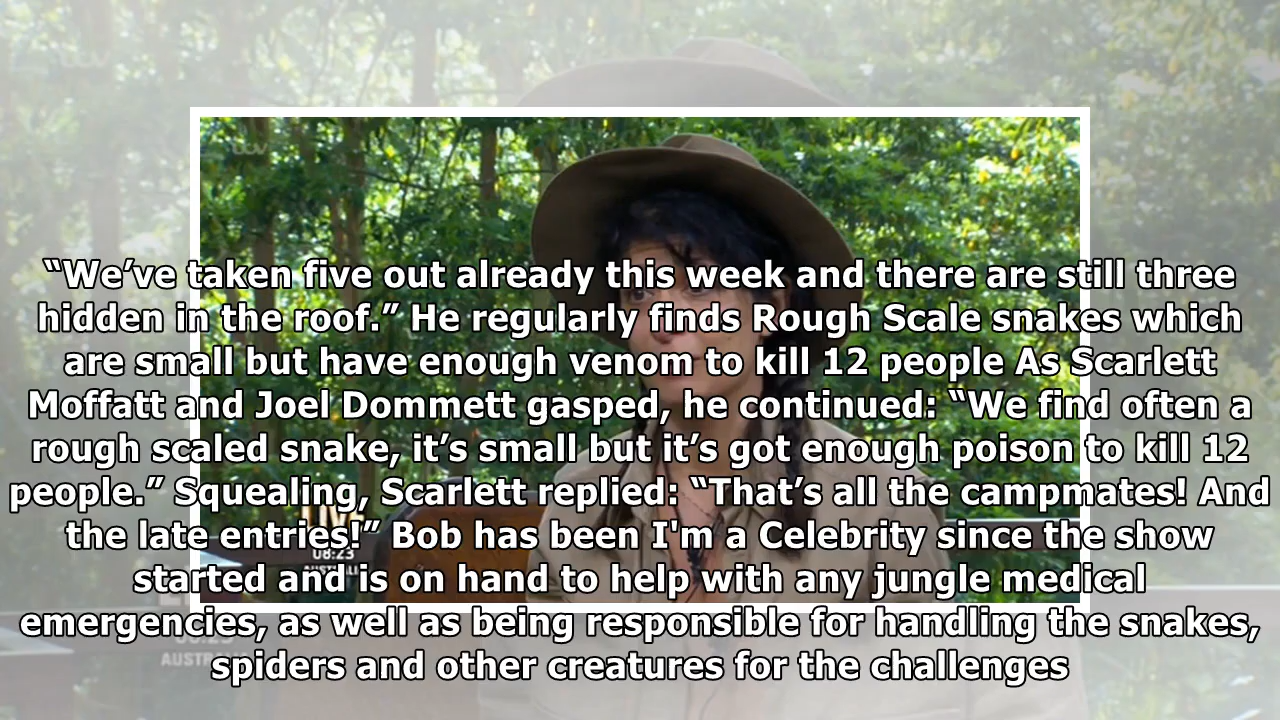 “We’ve taken five out already this week and there are still three
hidden in the roof.” He regularly finds Rough Scale snakes which
are small but have enough venom to kill 12 people As Scarlett
Moffatt and Joel Dommett gasped, he continued: “We find often a
rough scaled snake, it’s small but it’s got enough poison to kill 12
people.” Squealing, Scarlett replied: “That’s all the campmates! And
the late entries!” Bob has been I'm a Celebrity since the show
started and is on hand to help with any jungle medical
emergencies, as well as being responsible for handling the snakes,
spiders and other creatures for the challenges
LIVE
08:23
AUSTRALIA